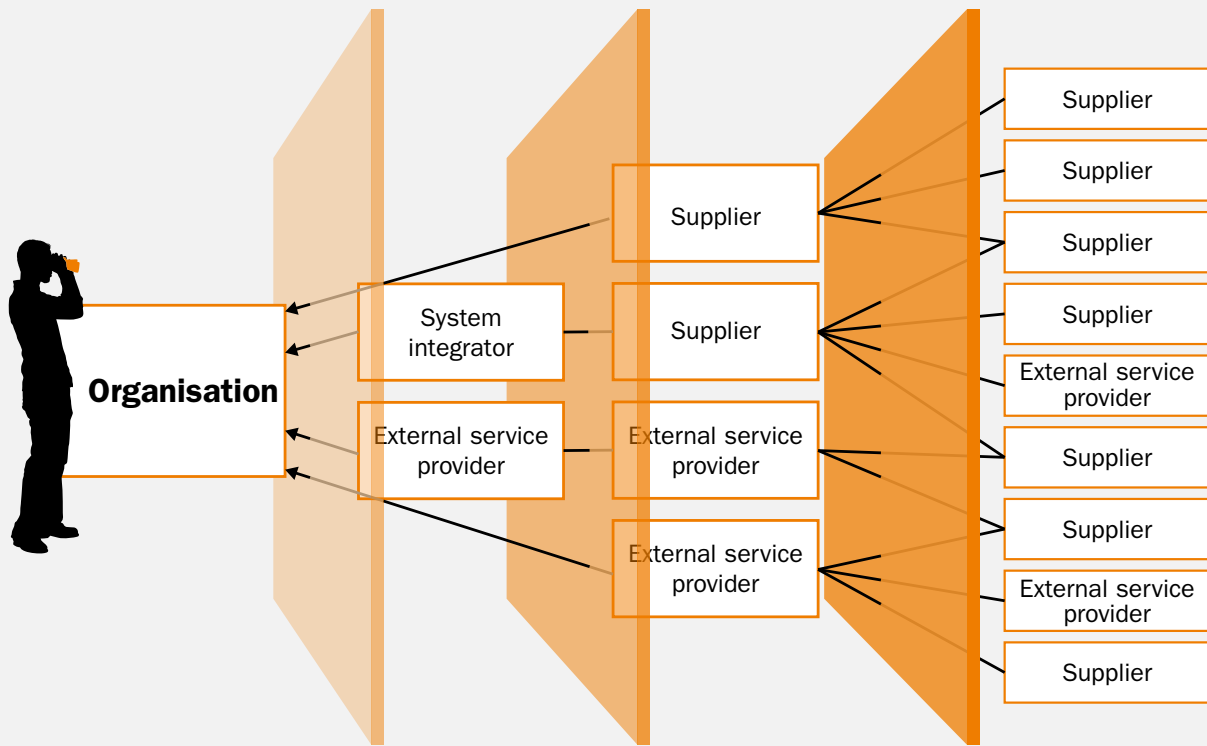 Organisation
System
integrator
External service
provider
Supplier
Supplier
External service
provider
External service
provider
Supplier
Supplier
Supplier
Supplier
External service
provider
Supplier
Supplier
External service
provider
Supplier